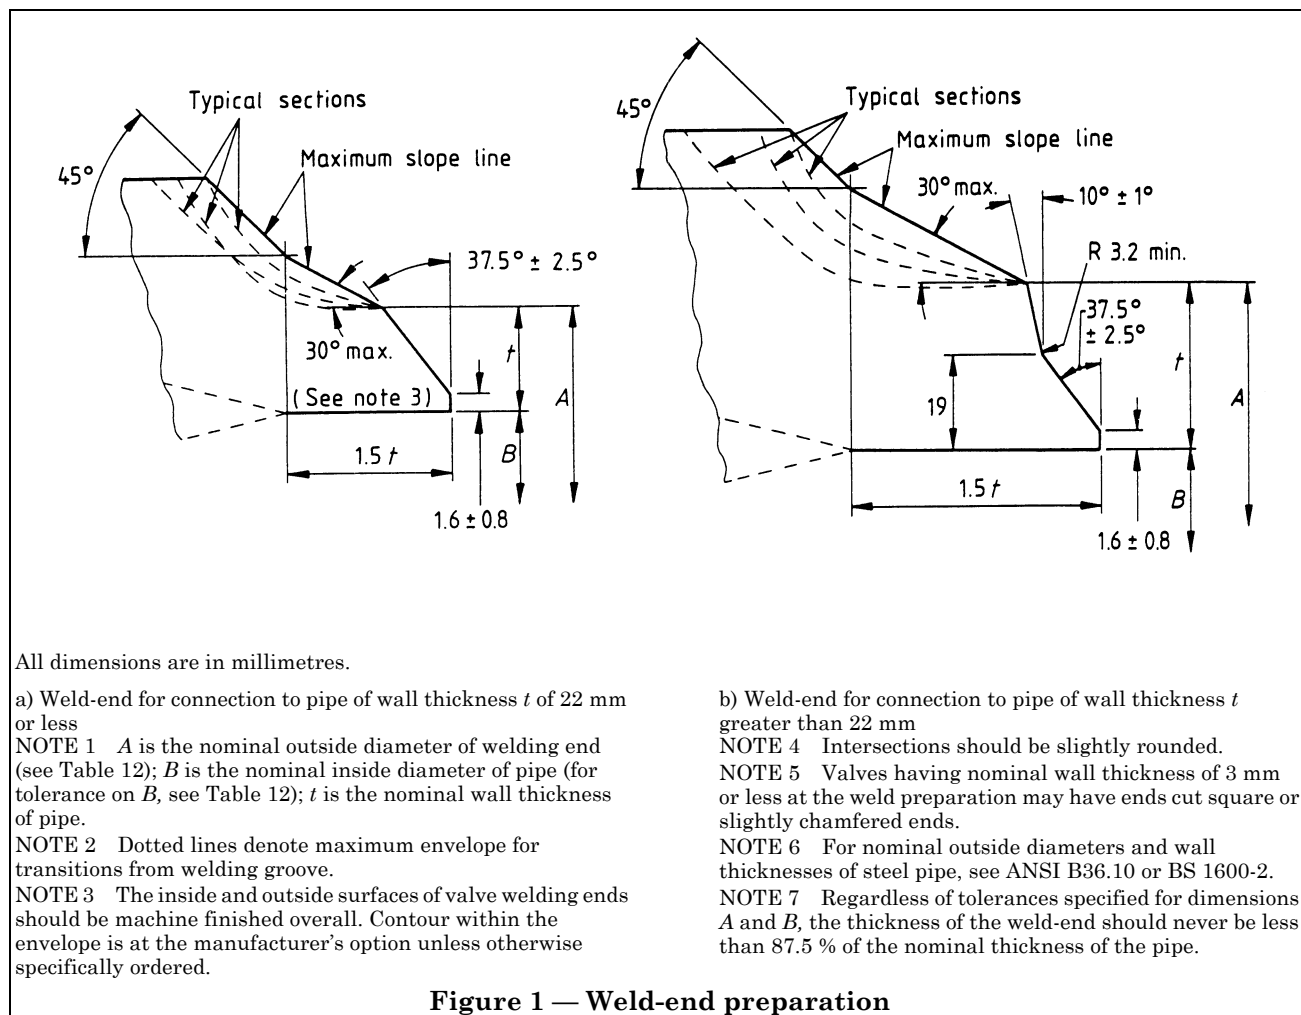 Typical sections
45°
Maximum slope line
37.5° ± 2.5°
30° max.
t
A
(See note 3)
B
1.5 t
1.6 ± 0.8
45°
Typical sections
Maximum slope line
30° max.
10° ± 1°
R 3.2 min.
37.5°
± 2.5°
t
A
19
1.5 t
B
1.6 ± 0.8
All dimensions are in millimetres.
a) Weld-end for connection to pipe of wall thickness t of 22 mm
or less
NOTE 1 A is the nominal outside diameter of welding end
(see Table 12); B is the nominal inside diameter of pipe (for
tolerance on B, see Table 12); t is the nominal wall thickness
of pipe.
NOTE 2 Dotted lines denote maximum envelope for
transitions from welding groove.
NOTE 3 The inside and outside surfaces of valve welding ends
should be machine finished overall. Contour within the
envelope is at the manufacturer's option unless otherwise
specifically ordered.
b) Weld-end for connection to pipe of wall thickness t
greater than 22 mm
NOTE 4 Intersections should be slightly rounded.
NOTE 5 Valves having nominal wall thickness of 3 mm
or less at the weld preparation may have ends cut square or
slightly chamfered ends.
NOTE 6 For nominal outside diameters and wall
thicknesses of steel pipe, see ANSI B36.10 or BS 1600-2.
NOTE 7 Regardless of tolerances specified for dimensions
A and B, the thickness of the weld-end should never be less
than 87.5 % of the nominal thickness of the pipe.
Figure 1 — Weld-end preparation